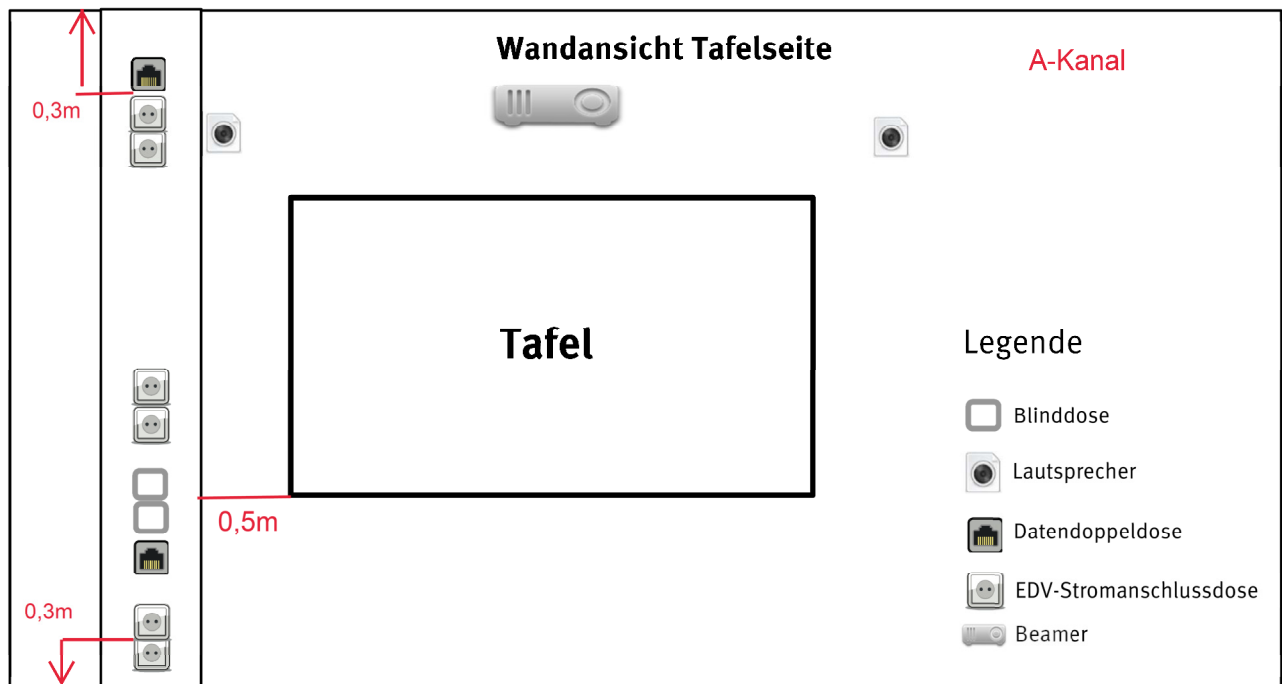 Wandansicht Tafelseite
A-Kanal
0,3m
Tafel
0,5m
0,3m
Legende
Blinddose
Lautsprecher
Datendoppeldose
EDV-Stromanschlussdose
Beamer